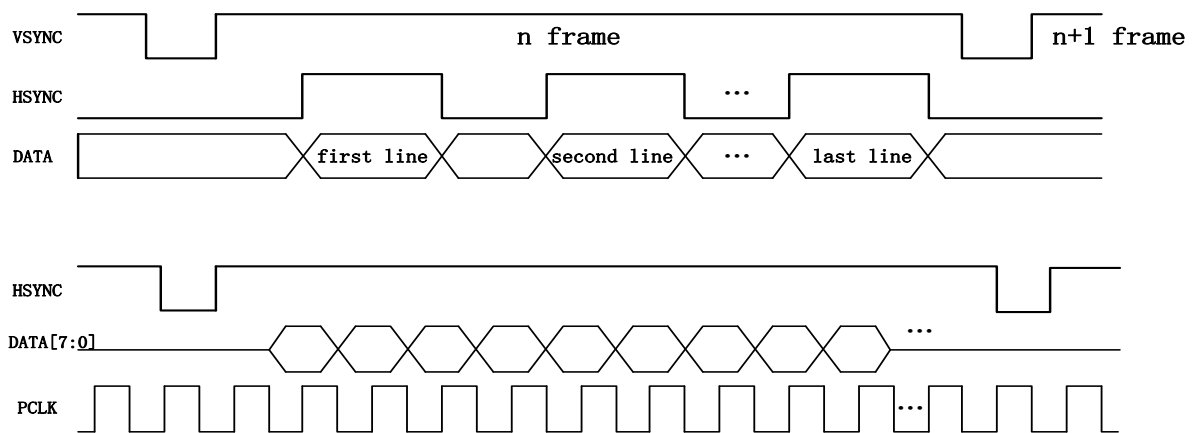 VSYNC n frame n+1 frame
HSYNC ...
DATA first line second line ... last line
HSYNC
DATA[7:0] ...
PCLK ...